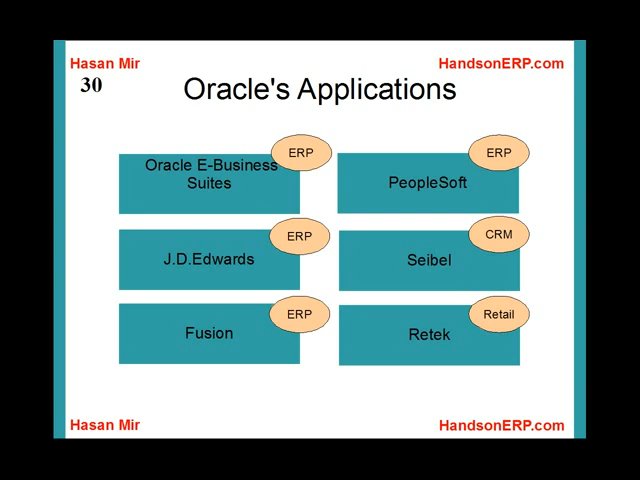 Hasan Mir
HandsonERP.com
30
Oracle's Applications
ERP
Oracle E-Business
Suites
ERP
PeopleSoft
ERP
J.D.Edwards
CRM
Seibel
ERP
Fusion
Retail
Retek
Hasan Mir
HandsonERP.com